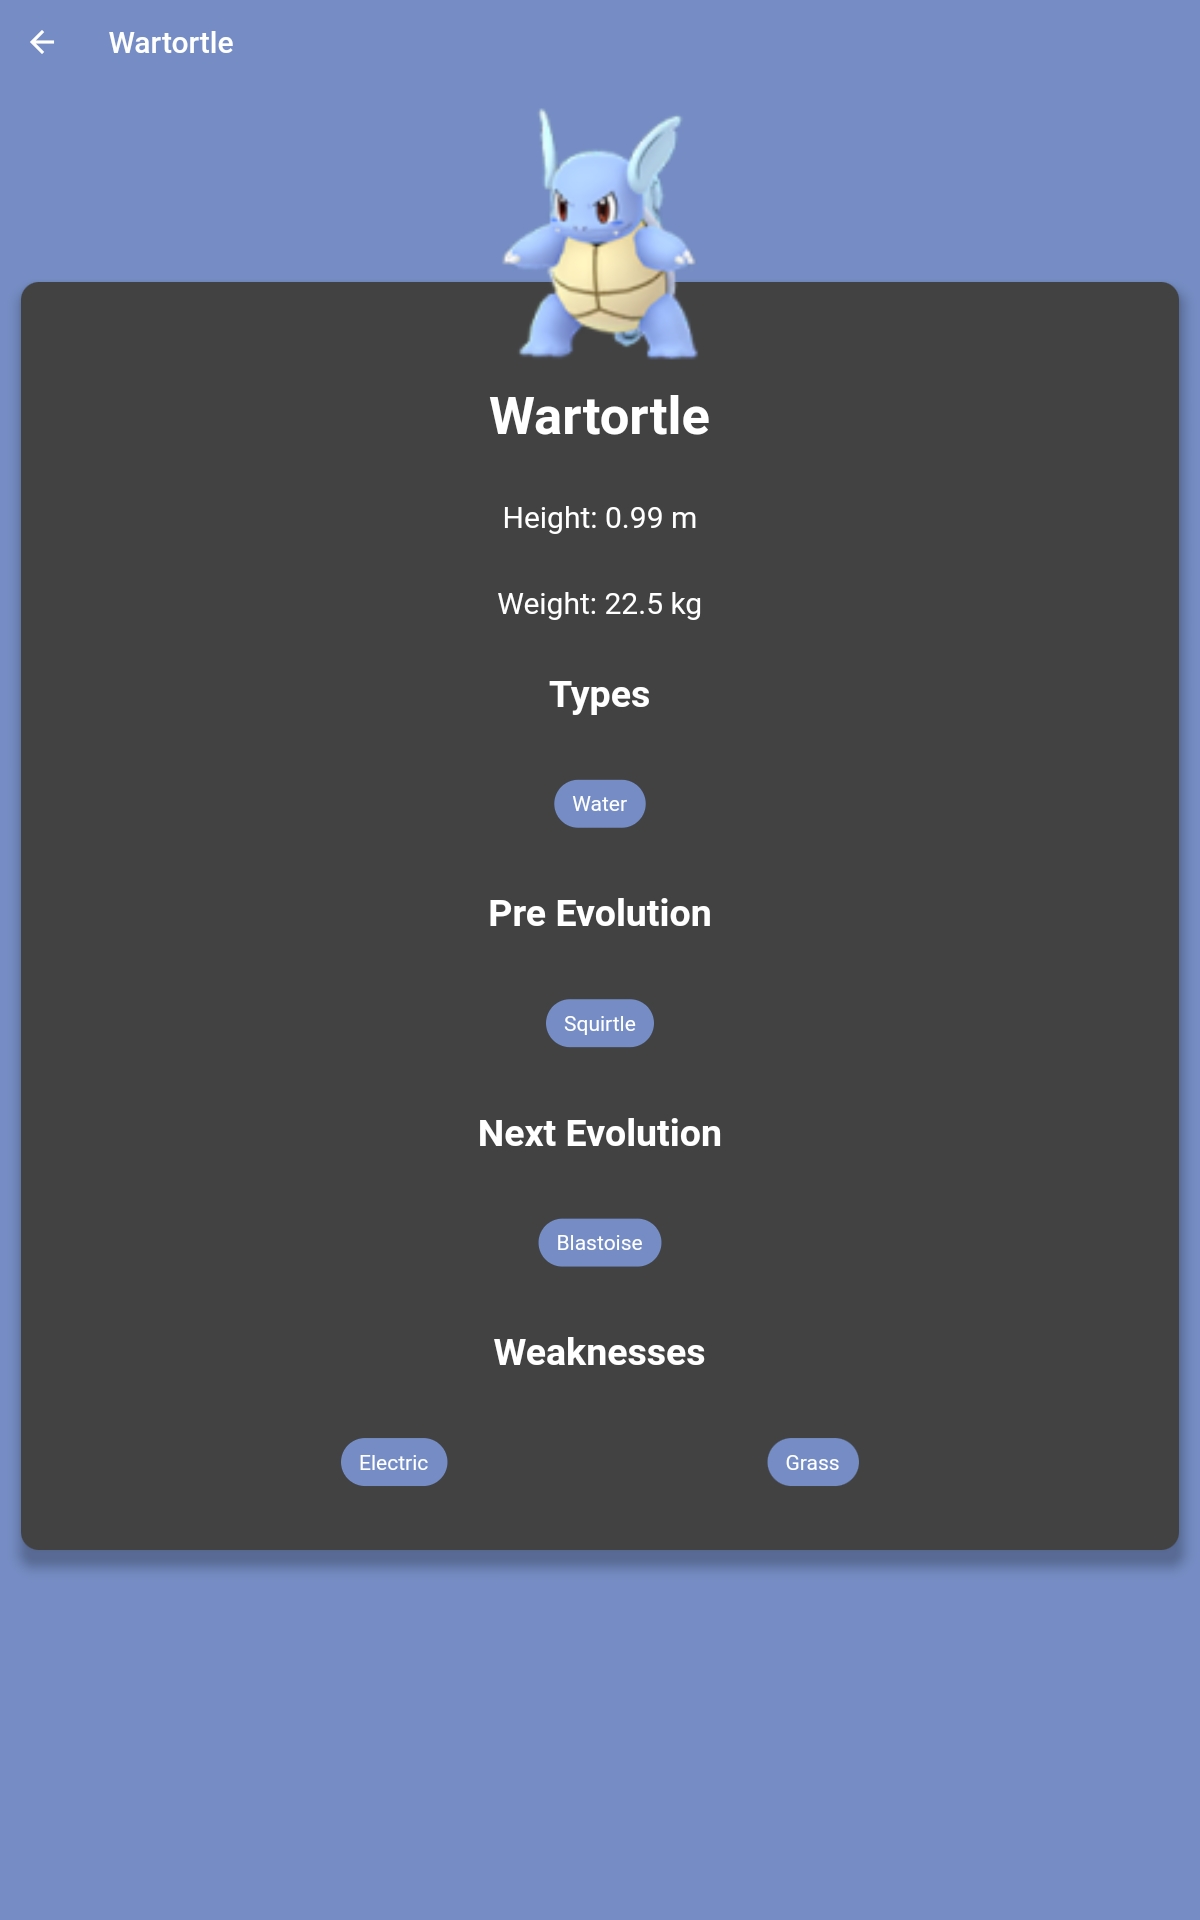 Wartortle
Wartortle
Height: 0.99 m
Weight: 22.5 kg
Types
Water
Pre Evolution
Squirtle
Next Evolution
Blastoise
Weaknesses
Electric Grass